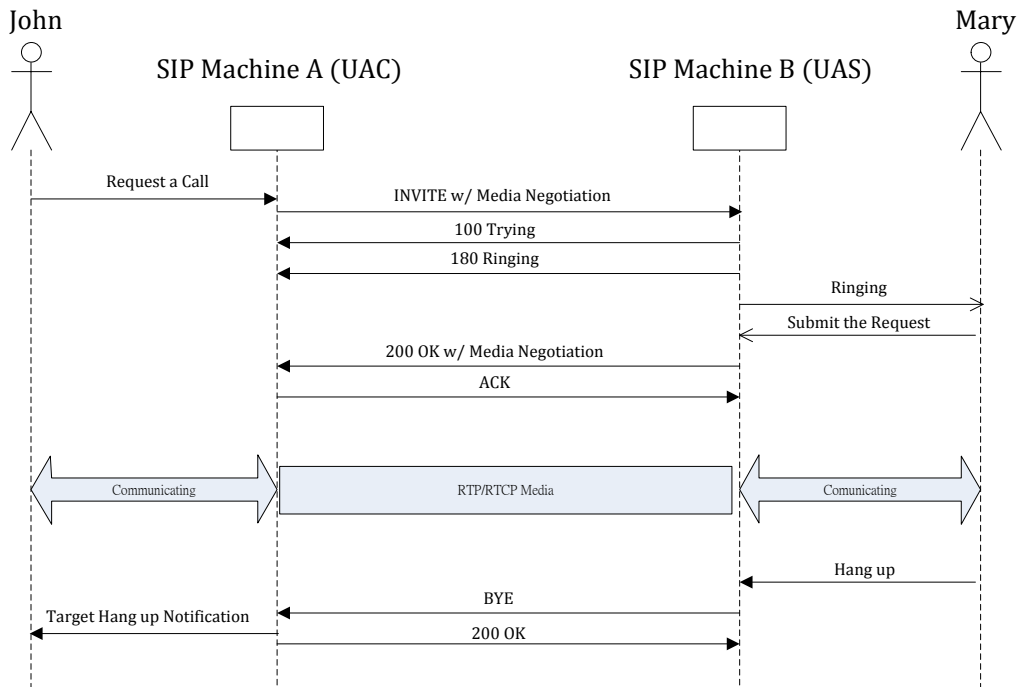 John
Mary
SIP Machine A (UAC)
SIP Machine B (UAS)
Request a Call
INVITE w/ Media Negotiation
100 Trying
180 Ringing
Ringing
Submit the Request
200 OK w/ Media Negotiation
ACK
Communicating
RTP/RTCP Media
Comunicating
Hang up
BYE
Target Hang up Notification
200 OK